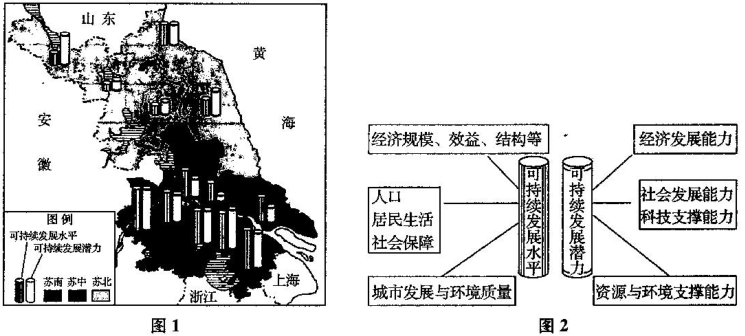 山东
黄
海
安
徽
图例
可持续发展水平
可持续发展潜力
苏南 苏中 苏北
浙江
上海
图1
经济规模、效益、结构等
人口
居民生活
社会保障
城市发展与环境质量
可持续发展水平
可持续发展潜力
经济发展能力
社会发展能力
科技支撑能力
资源与环境支撑能力
图2